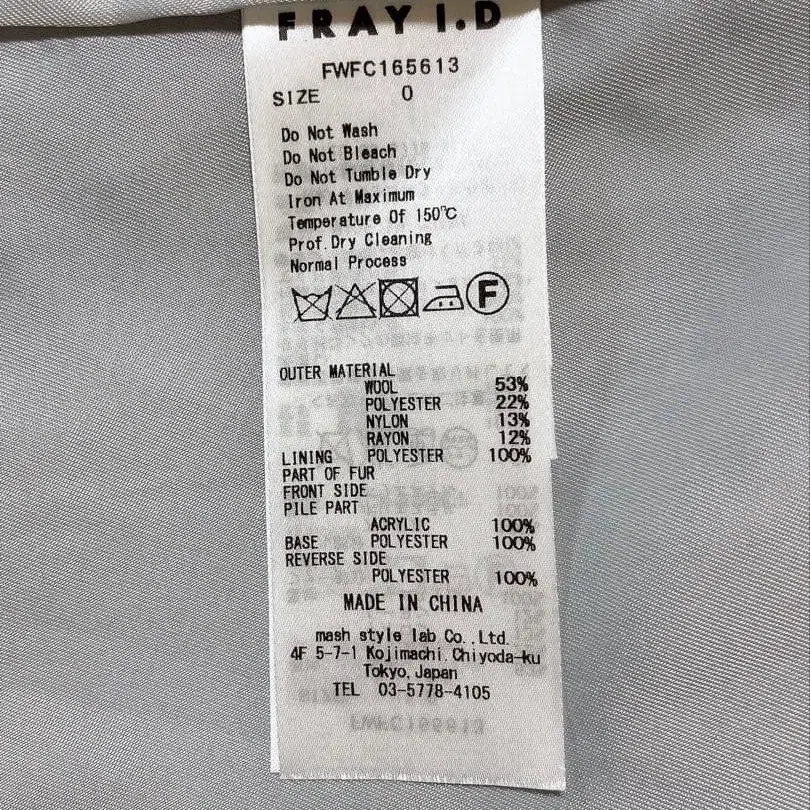 FRAY I.D
FWFC165613
SIZE 0
Do Not Wash
Do Not Bleach
Do Not Tumble Dry
Iron At Maximum
Temperature Of 150℃
Prof.Dry Cleaning
Normal Process
F
OUTER MATERIAL
WOOL 53%
POLYESTER 22%
NYLON 13%
RAYON 12%
LINING POLYESTER 100%
PART OF FUR
FRONT SIDE
PILE PART
ACRYLIC 100%
BASE POLYESTER 100%
REVERSE SIDE
POLYESTER 100%
MADE IN CHINA
mash style lab Co.,Ltd.
4F 5-7-1 Kojimachi.Chiyoda-ku
Tokyo,Japan
TEL 03-5778-4105